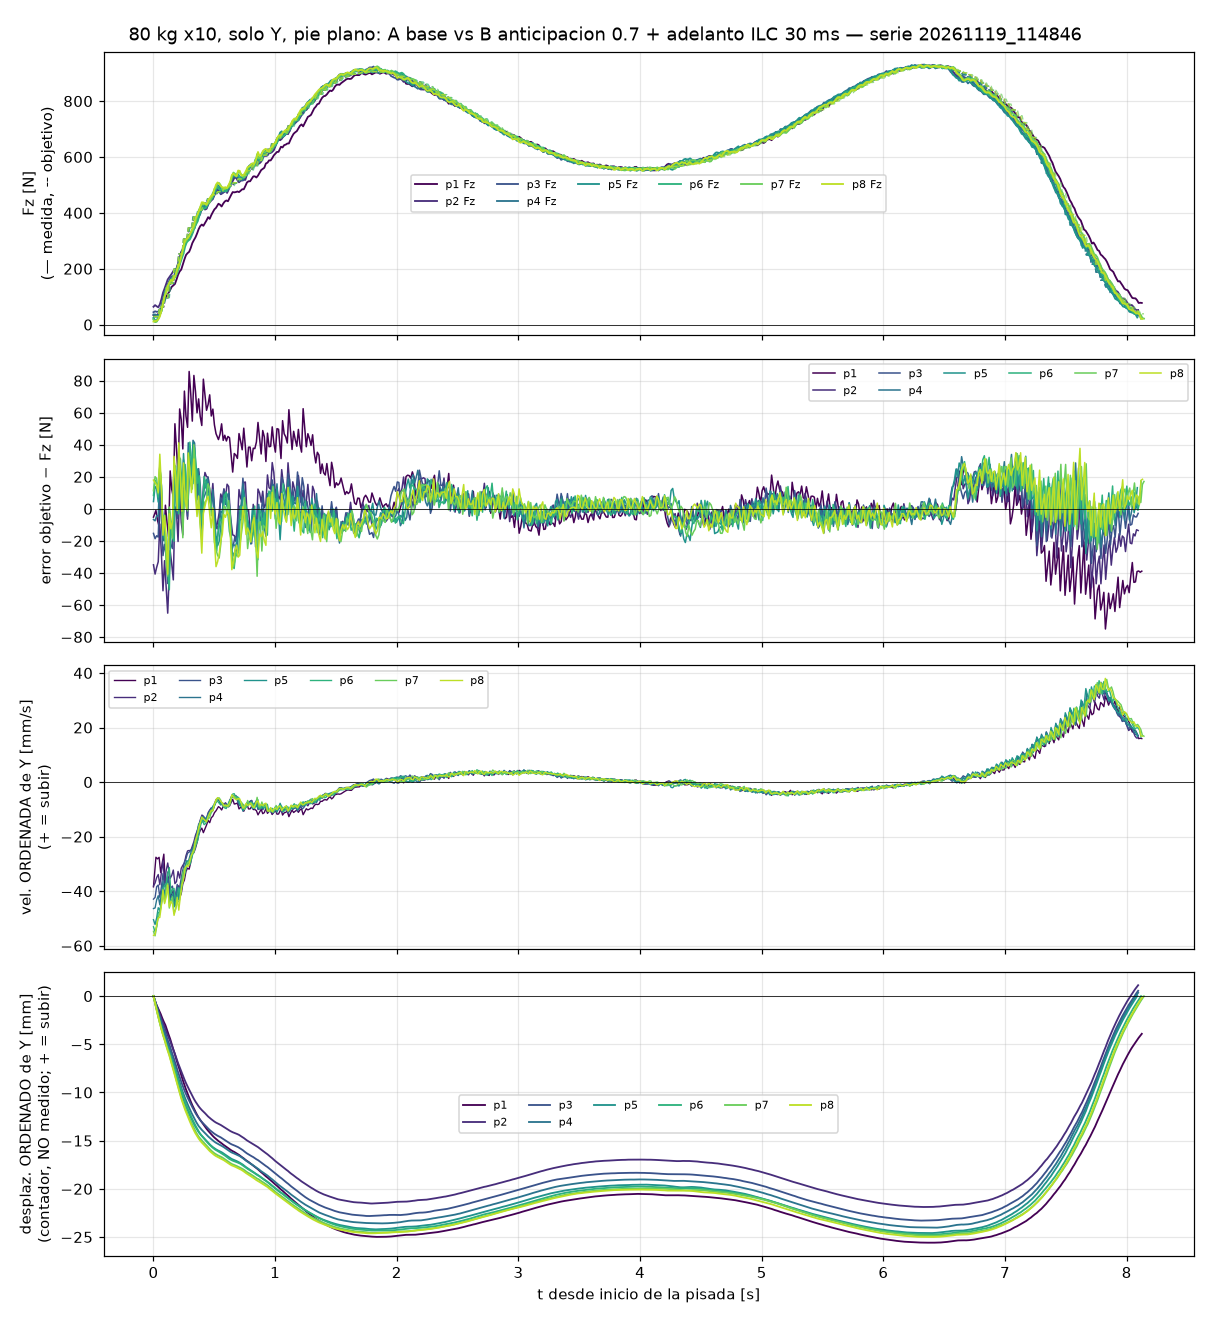 80 kg x10, solo Y, pie plano: A base vs B anticipacion 0.7 + adelanto ILC 30 ms — serie 20261119_114846
Fz [N]
(— medida, -- objetivo)
800
600
400
200
0
p1 Fz p3 Fz p5 Fz p6 Fz p7 Fz p8 Fz
p2 Fz p4 Fz
error objetivo − Fz [N]
80
60
40
20
0
−20
−40
−60
−80
p1 p3 p5 p6 p7 p8
p2 p4
vel. ORDENADA de Y [mm/s]
(+ = subir)
40
20
0
−20
−40
−60
p1 p3 p5 p6 p7 p8
p2 p4
desplaz. ORDENADO de Y [mm]
(contador, NO medido; + = subir)
0
−5
−10
−15
−20
−25
p1 p3 p5 p6 p7 p8
p2 p4
0 1 2 3 4 5 6 7 8
t desde inicio de la pisada [s]